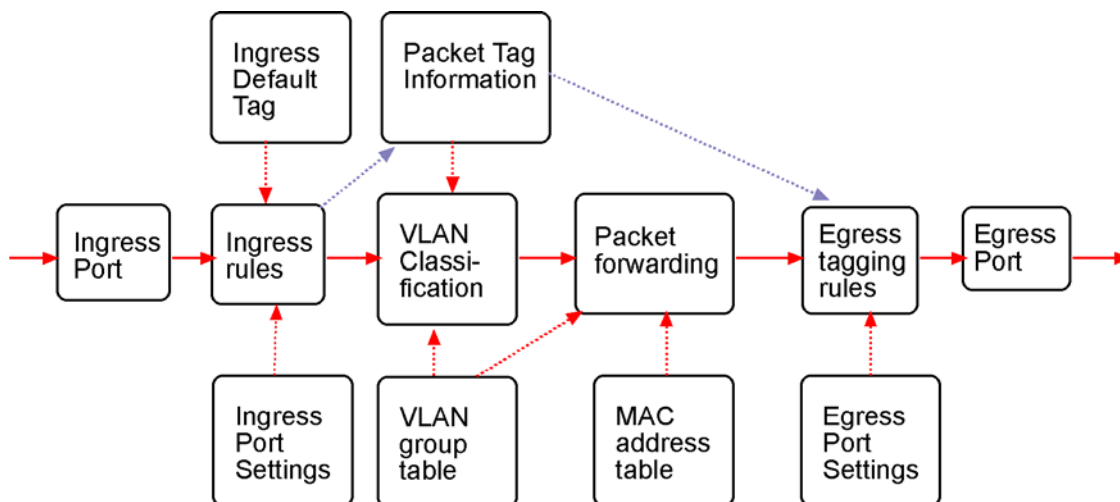 Ingress
Default
Tag
Packet Tag
Information
Ingress
Port
Ingress
rules
VLAN
Classi-
fication
Packet
forwarding
Egress
tagging
rules
Egress
Port
Ingress
Port
Settings
VLAN
group
table
MAC
address
table
Egress
Port
Settings